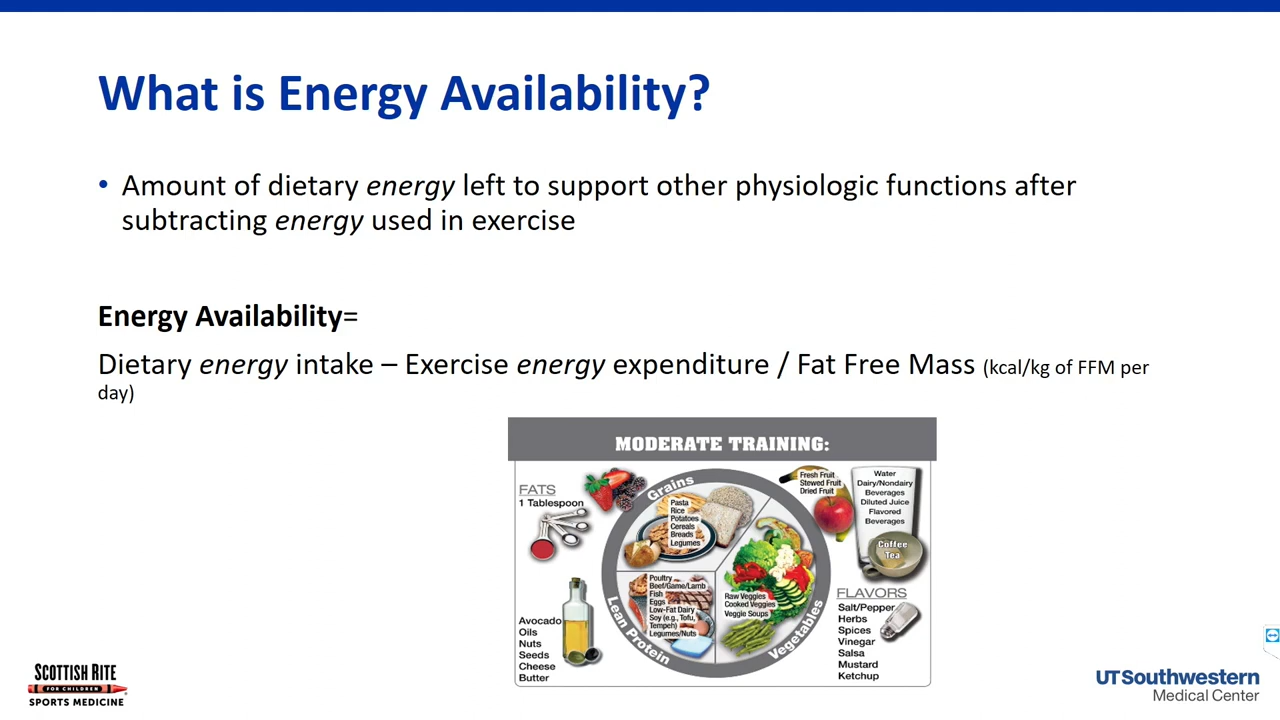 What is Energy Availability?
• Amount of dietary energy left to support other physiologic functions after
subtracting energy used in exercise
Energy Availability=
Dietary energy intake – Exercise energy expenditure / Fat Free Mass (kcal/kg of FFM per
day)
MODERATE TRAINING:
FATS
1 Tablespoon
Avocado
Oils
Nuts
Seeds
Cheese
Butter
Grains
Pasta
Rice
Potatoes
Cereals
Breads
Legumes
Lean Protein
Poultry
Beef/Game/Lamb
Fish
Eggs
Low-Fat Dairy
Soy (e.g., Tofu,
Tempeh)
Legumes/Nuts
Vegetables
Raw Veggies
Cooked Veggies
Veggie Soups
Fresh Fruit
Stewed Fruit
Dried Fruit
Water
Dairy/Nondairy
Beverages
Diluted Juice
Flavored
Beverages
Coffee
Tea
FLAVORS
Salt/Pepper
Herbs
Spices
Vinegar
Salsa
Mustard
Ketchup
SCOTTISH RITE
FOR CHILDREN
SPORTS MEDICINE
UTSouthwestern
Medical Center